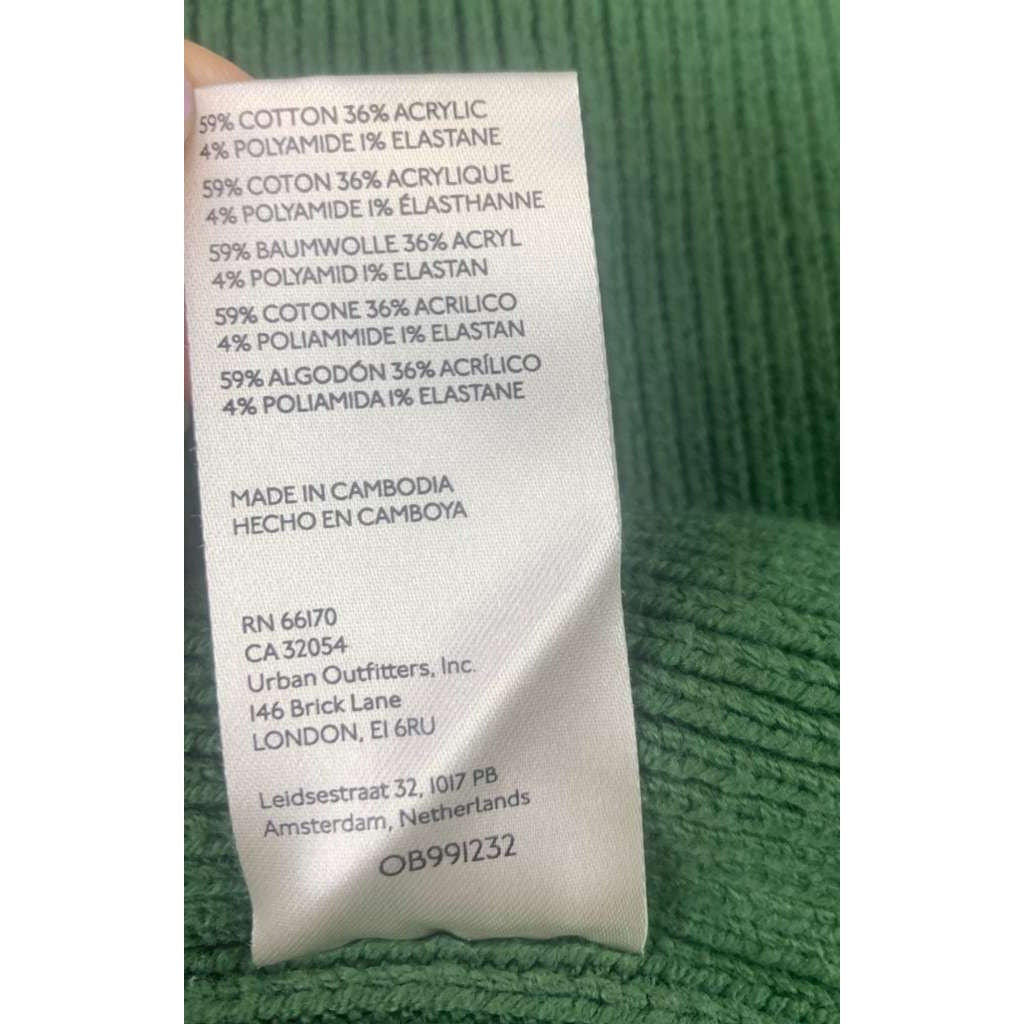 59% COTTON 36% ACRYLIC
4% POLYAMIDE 1% ELASTANE
59% COTON 36% ACRYLIQUE
4% POLYAMIDE 1% ÉLASTHANNE
59% BAUMWOLLE 36% ACRYL
4% POLYAMID 1% ELASTAN
59% COTONE 36% ACRILICO
4% POLIAMMIDE 1% ELASTAN
59% ALGODÓN 36% ACRÍLICO
4% POLIAMIDA 1% ELASTANE
MADE IN CAMBODIA
HECHO EN CAMBOYA
RN 66170
CA 32054
Urban Outfitters, Inc.
146 Brick Lane
LONDON, E1 6RU
Leidsestraat 32, 1017 PB
Amsterdam, Netherlands
OB991232